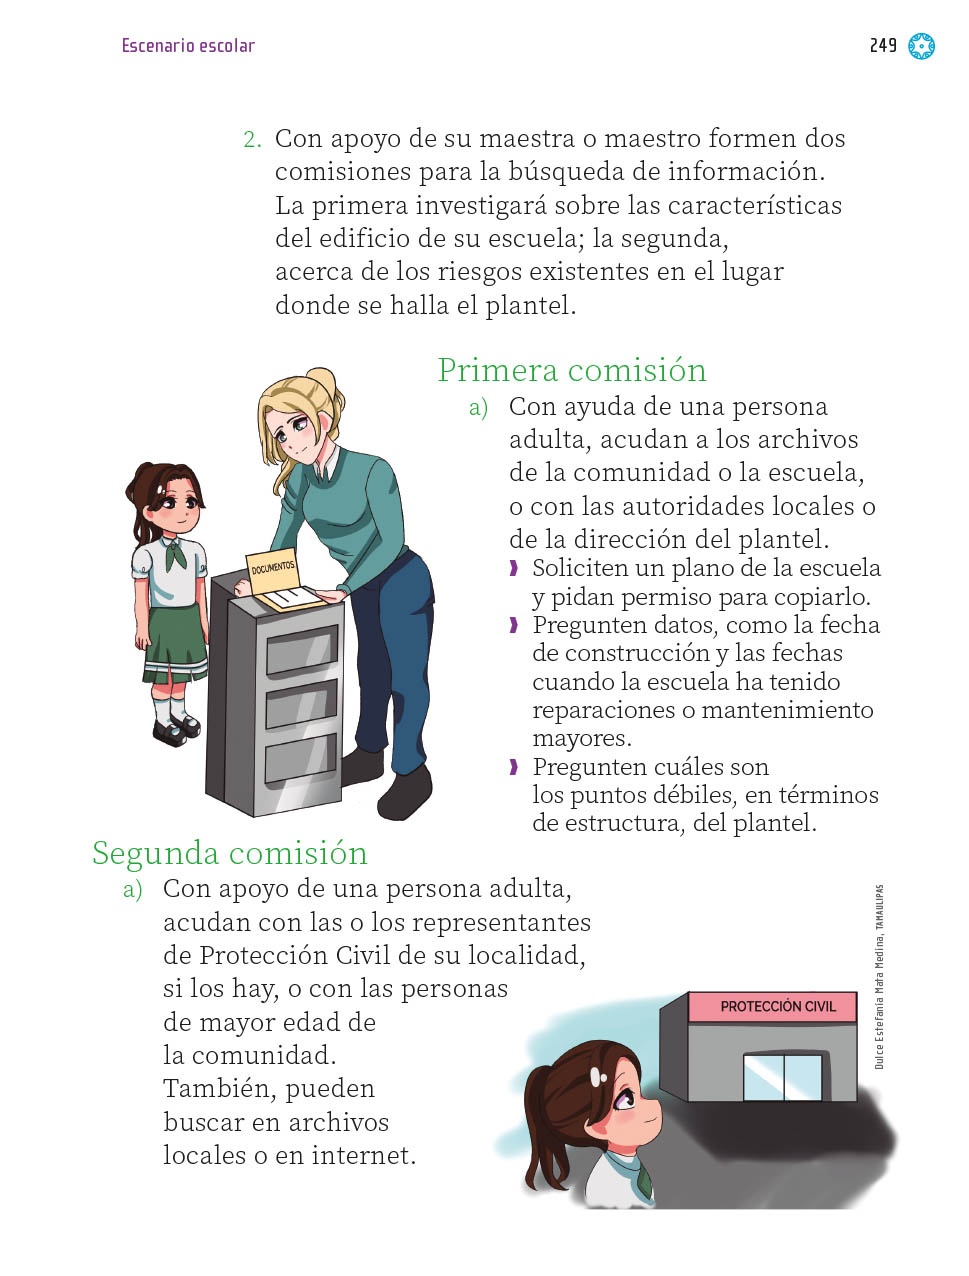 Escenario escolar
249
2. Con apoyo de su maestra o maestro formen dos
comisiones para la búsqueda de información.
La primera investigará sobre las características
del edificio de su escuela; la segunda,
acerca de los riesgos existentes en el lugar
donde se halla el plantel.
Primera comisión
a) Con ayuda de una persona
adulta, acudan a los archivos
de la comunidad o la escuela,
o con las autoridades locales o
de la dirección del plantel.
Soliciten un plano de la escuela
y pidan permiso para copiarlo.
Pregunten datos, como la fecha
de construcción y las fechas
cuando la escuela ha tenido
reparaciones o mantenimiento
mayores.
Pregunten cuáles son
los puntos débiles, en términos
de estructura, del plantel.
DOCUMENTOS
Segunda comisión
a) Con apoyo de una persona adulta,
acudan con las o los representantes
de Protección Civil de su localidad,
si los hay, o con las personas
de mayor edad de
la comunidad.
También, pueden
buscar en archivos
locales o en internet.
PROTECCIÓN CIVIL
Dulce Estefanía Mata Medina, TAMAULIPAS